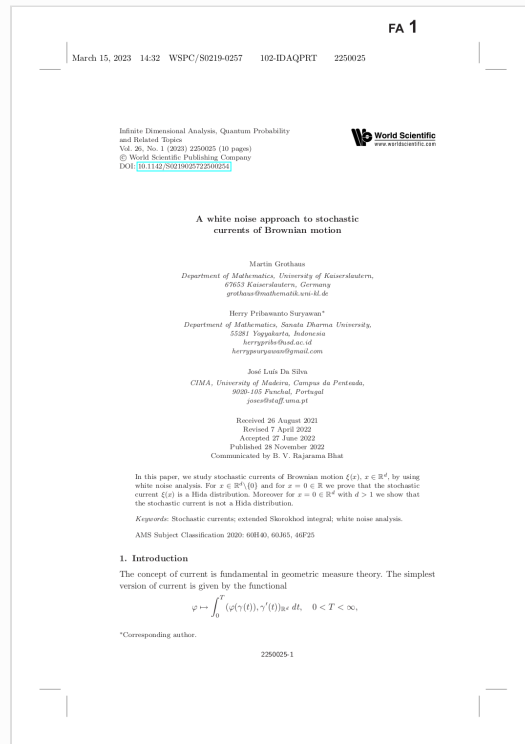 FA 1
March 15, 2023 14:32 WSPC/S0219-0257 102-IDAQPRT 2250025
Infinite Dimensional Analysis, Quantum Probability
and Related Topics
Vol. 26, No. 1 (2023) 2250025 (10 pages)
© World Scientific Publishing Company
DOI: 10.1142/S0219025722500254
World Scientific
www.worldscientific.com
A white noise approach to stochastic
currents of Brownian motion
Martin Grothaus
Department of Mathematics, University of Kaiserslautern,
67653 Kaiserslautern, Germany
grothaus@mathematik.uni-kl.de
Herry Pribawanto Suryawan*
Department of Mathematics, Sanata Dharma University,
55281 Yogyakarta, Indonesia
herrypribs@usd.ac.id
herrypsuryawan@gmail.com
José Luís Da Silva
CIMA, University of Madeira, Campus da Penteada,
9020-105 Funchal, Portugal
joses@staff.uma.pt
Received 26 August 2021
Revised 7 April 2022
Accepted 27 June 2022
Published 28 November 2022
Communicated by B. V. Rajarama Bhat
In this paper, we study stochastic currents of Brownian motion ξ(x), x ∈ ℝᵈ, by using
white noise analysis. For x ∈ ℝᵈ\{0} and for x = 0 ∈ ℝ we prove that the stochastic
current ξ(x) is a Hida distribution. Moreover for x = 0 ∈ ℝᵈ with d > 1 we show that
the stochastic current is not a Hida distribution.
Keywords: Stochastic currents; extended Skorokhod integral; white noise analysis.
AMS Subject Classification 2020: 60H40, 60J65, 46F25
1. Introduction
The concept of current is fundamental in geometric measure theory. The simplest
version of current is given by the functional
φ ↦ ∫₀ᵀ (φ(γ(t)), γ′(t))_ℝᵈ dt, 0 < T < ∞,
*Corresponding author.
2250025-1